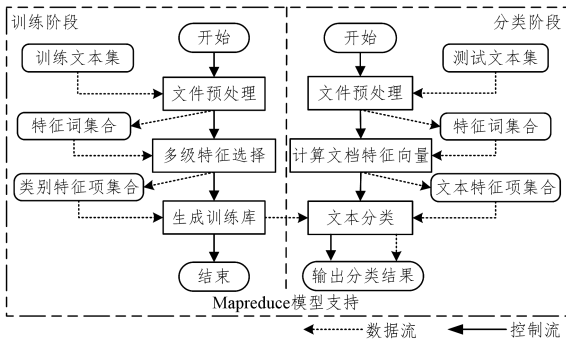 训练阶段
分类阶段
开始
开始
训练文本集
测试文本集
文件预处理
文件预处理
特征词集合
特征词集合
多级特征选择
计算文档特征向量
类别特征项集合
文本特征项集合
生成训练库
文本分类
结束
输出分类结果
Mapreduce模型支持
数据流
控制流